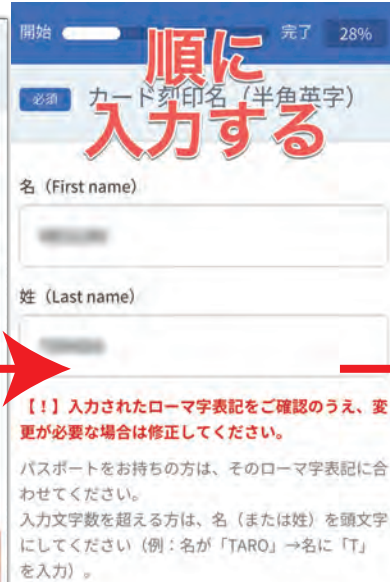 開始
完了
28%
順に
入力する
必須
カード刻印名（半角英字）
名（First name）
姓（Last name）
【！】入力されたローマ字表記をご確認のうえ、変
更が必要な場合は修正してください。
パスポートをお持ちの方は、そのローマ字表記に合
わせてください。
入力文字数を超える方は、名（または姓）を頭文字
にしてください（例：名が「TARO」→名に「T」
を入力）。